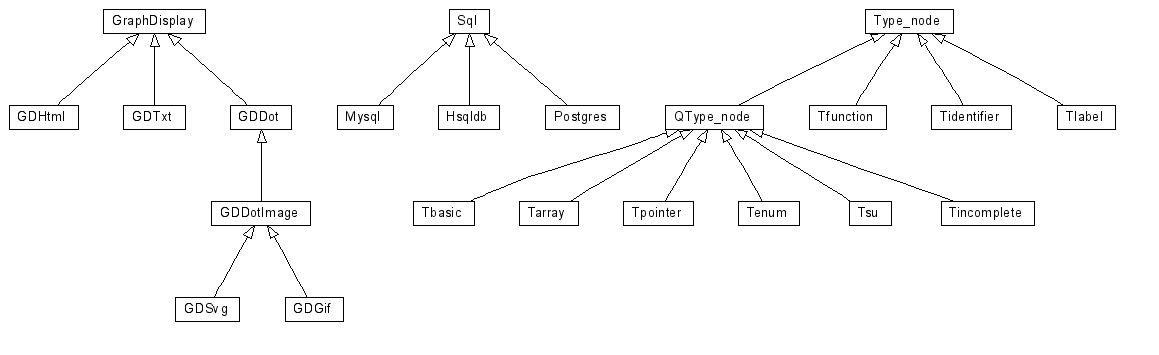 GraphDisplay
Sql
Type_node
GDHtml
GDTxt
GDDot
Mysql
Hsqldb
Postgres
QType_node
Tfunction
Tidentifier
Tlabel
GDDotImage
Tbasic
Tarray
Tpointer
Tenum
Tsu
Tincomplete
GDSvg
GDGif